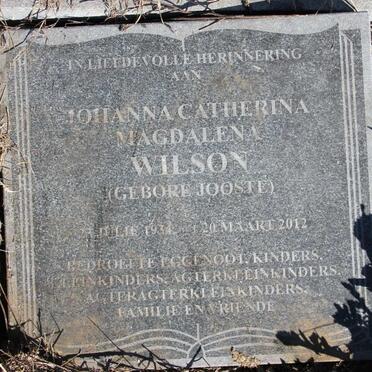 IN LIEFDEVOLLE HERINNERING
AAN
JOHANNA CATHERINA
MAGDALENA
WILSON
(GEBORE JOOSTE)
JULIE 20 MAART 2012
BEDROEFDE EGGENOOT, KINDERS,
KLEINKINDERS, AGTERKLEINKINDERS,
AGTERAGTERKLEINKINDERS,
FAMILIE EN VRIENDE